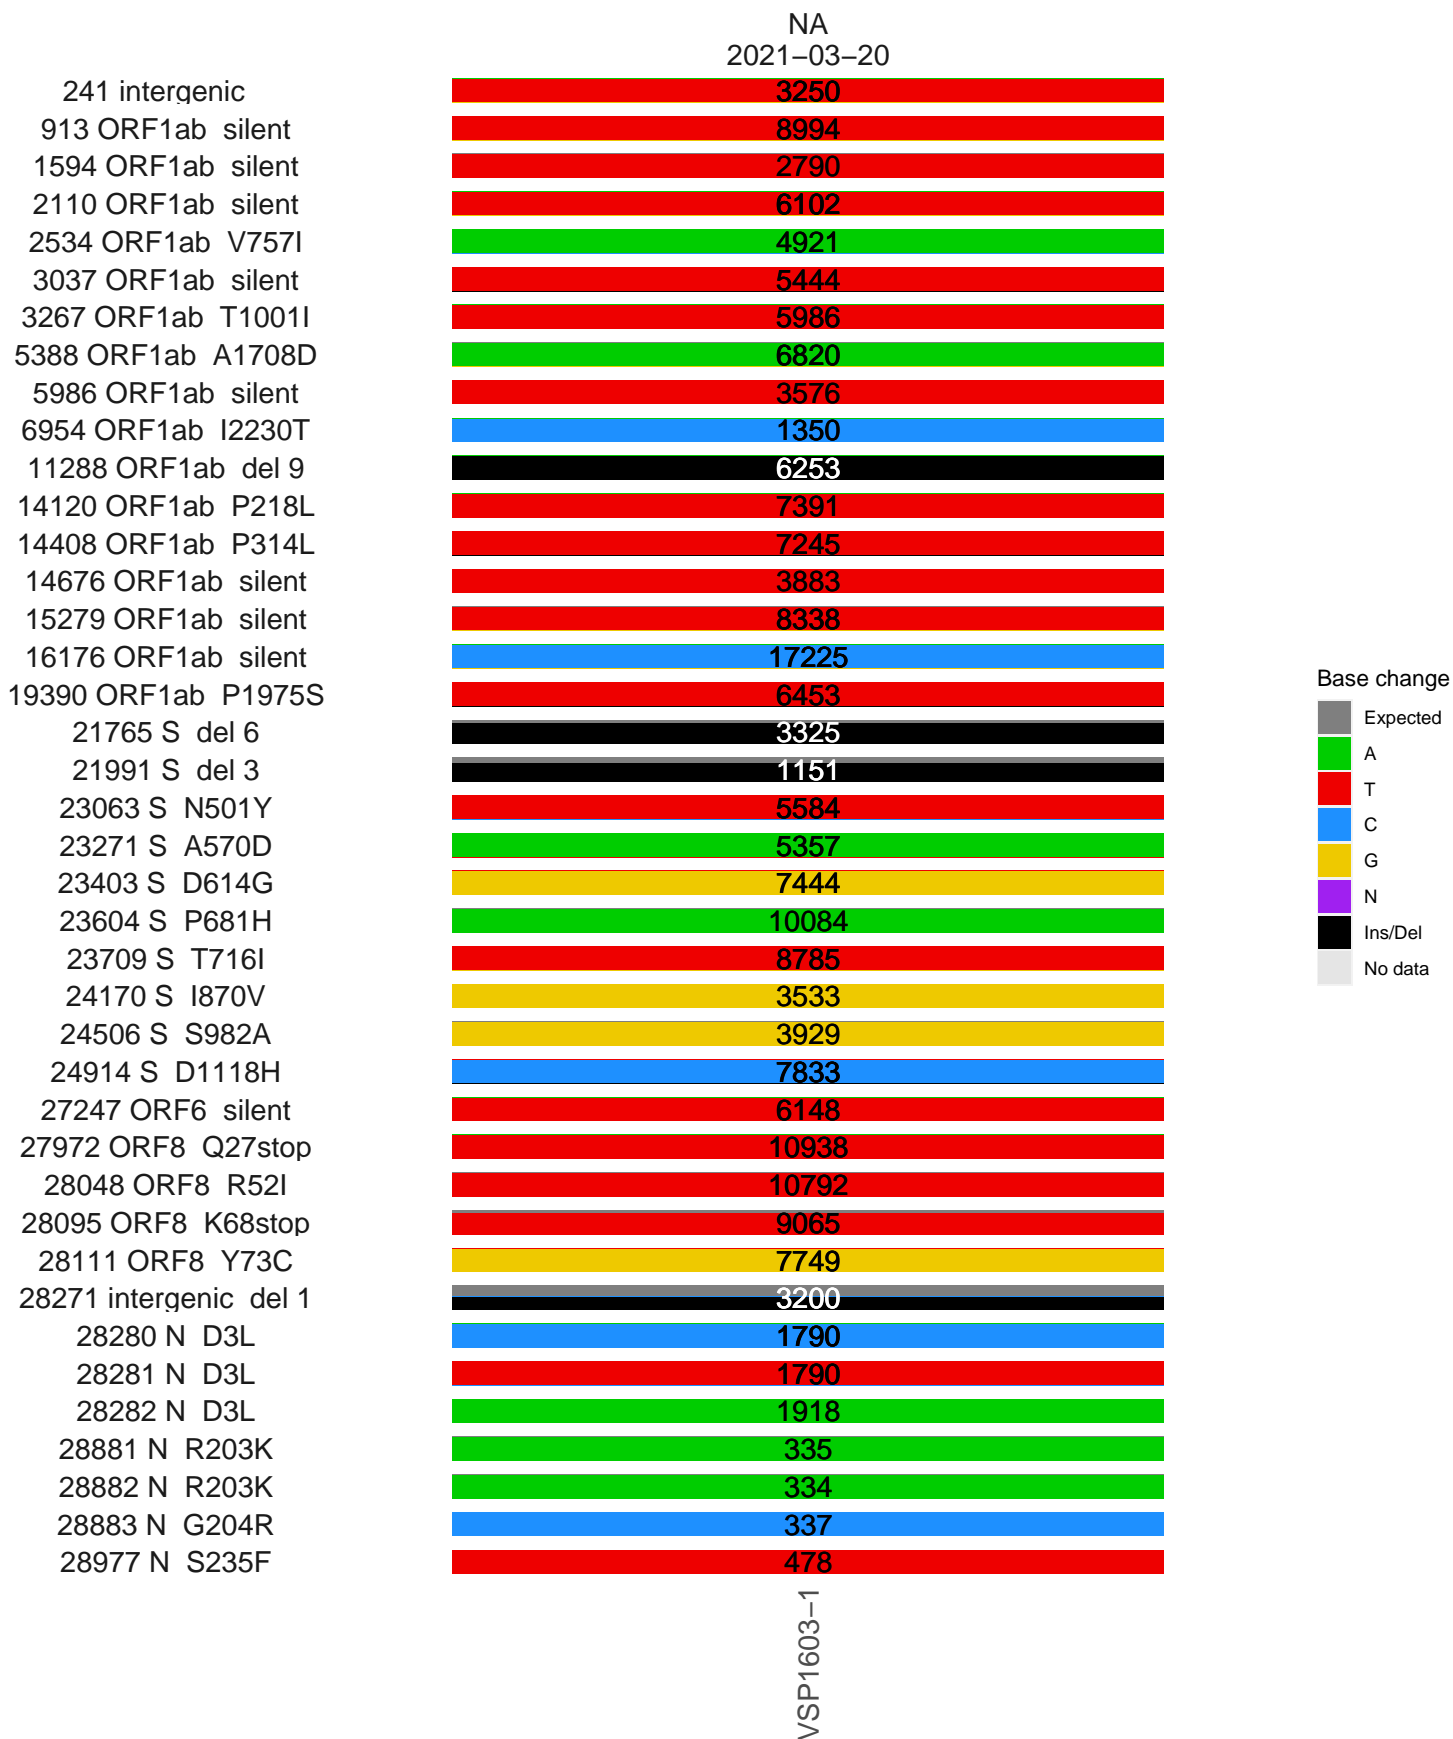 NA
2021−03−20
241 intergenic 3250
913 ORF1ab silent 8994
1594 ORF1ab silent 2790
2110 ORF1ab silent 6102
2534 ORF1ab V757I 4921
3037 ORF1ab silent 5444
3267 ORF1ab T1001I 5986
5388 ORF1ab A1708D 6820
5986 ORF1ab silent 3576
6954 ORF1ab I2230T 1350
11288 ORF1ab del 9 6253
14120 ORF1ab P218L 7391
14408 ORF1ab P314L 7245
14676 ORF1ab silent 3883
15279 ORF1ab silent 8338
16176 ORF1ab silent 17225
19390 ORF1ab P1975S 6453
21765 S del 6 3325
21991 S del 3 1151
23063 S N501Y 5584
23271 S A570D 5357
23403 S D614G 7444
23604 S P681H 10084
23709 S T716I 8785
24170 S I870V 3533
24506 S S982A 3929
24914 S D1118H 7833
27247 ORF6 silent 6148
27972 ORF8 Q27stop 10938
28048 ORF8 R52I 10792
28095 ORF8 K68stop 9065
28111 ORF8 Y73C 7749
28271 intergenic del 1 3200
28280 N D3L 1790
28281 N D3L 1790
28282 N D3L 1918
28881 N R203K 335
28882 N R203K 334
28883 N G204R 337
28977 N S235F 478
VSP1603−1
Base change
Expected
A
T
C
G
N
Ins/Del
No data